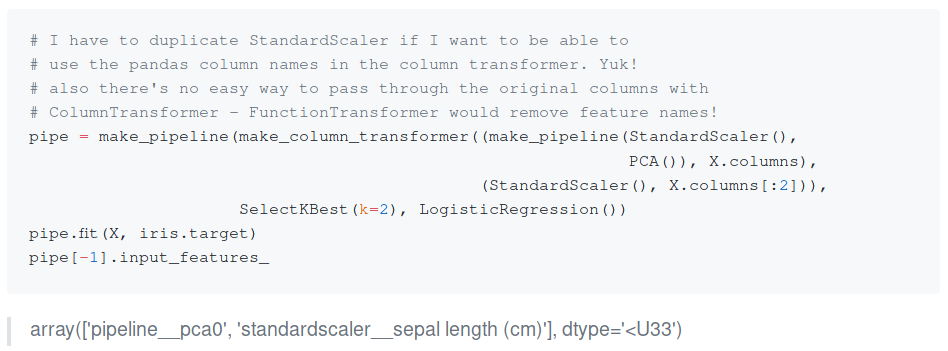 # I have to duplicate StandardScaler if I want to be able to
# use the pandas column names in the column transformer. Yuk!
# also there's no easy way to pass through the original columns with
# ColumnTransformer - FunctionTransformer would remove feature names!
pipe = make_pipeline(make_column_transformer((make_pipeline(StandardScaler(),
PCA()), X.columns),
(StandardScaler(), X.columns[:2])),
SelectKBest(k=2), LogisticRegression())
pipe.fit(X, iris.target)
pipe[-1].input_features_
array(['pipeline__pca0', 'standardscaler__sepal length (cm)'], dtype='<U33')